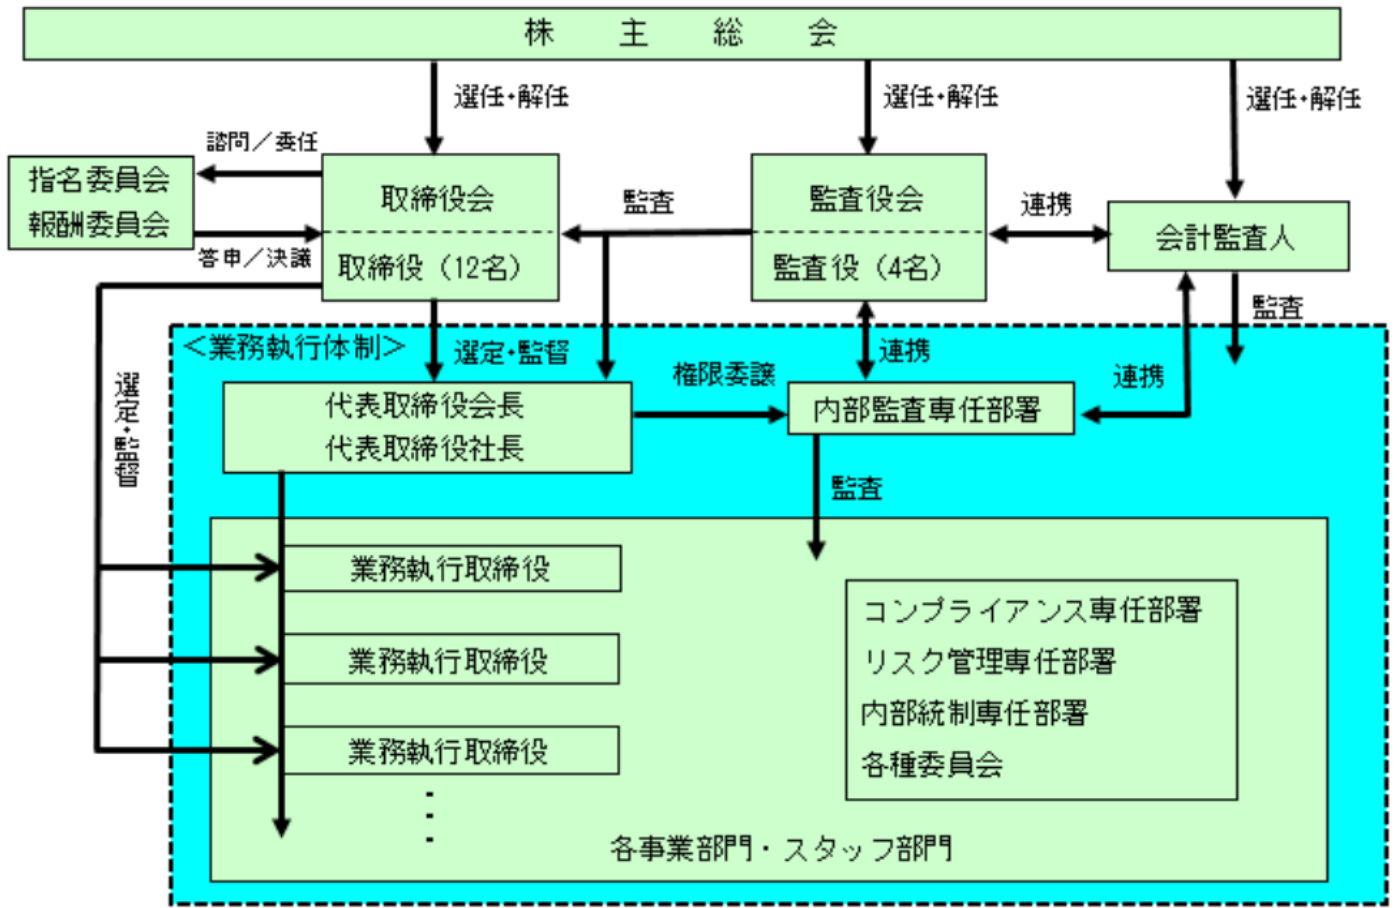 株主総会
選任・解任
選任・解任
選任・解任
諮問／委任
指名委員会
報酬委員会
答申／決議
取締役会
取締役（12名）
監査
監査役会
監査役（4名）
連携
会計監査人
監査
＜業務執行体制＞
選定・監督
連携
選定・監督
代表取締役会長
代表取締役社長
権限委譲
内部監査専任部署
連携
監査
業務執行取締役
業務執行取締役
業務執行取締役
・
・
・
コンプライアンス専任部署
リスク管理専任部署
内部統制専任部署
各種委員会
各事業部門・スタッフ部門